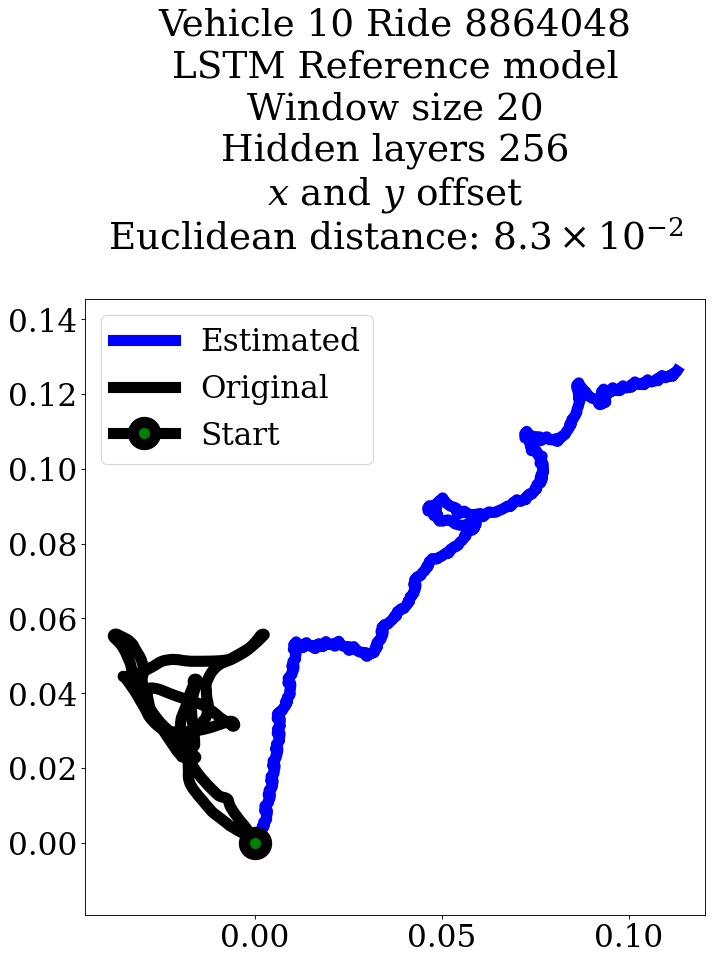 Vehicle 10 Ride 8864048
LSTM Reference model
Window size 20
Hidden layers 256
x and y offset
Euclidean distance: 8.3 × 10⁻²
Estimated
Original
Start
0.14
0.12
0.10
0.08
0.06
0.04
0.02
0.00
0.00 0.05 0.10